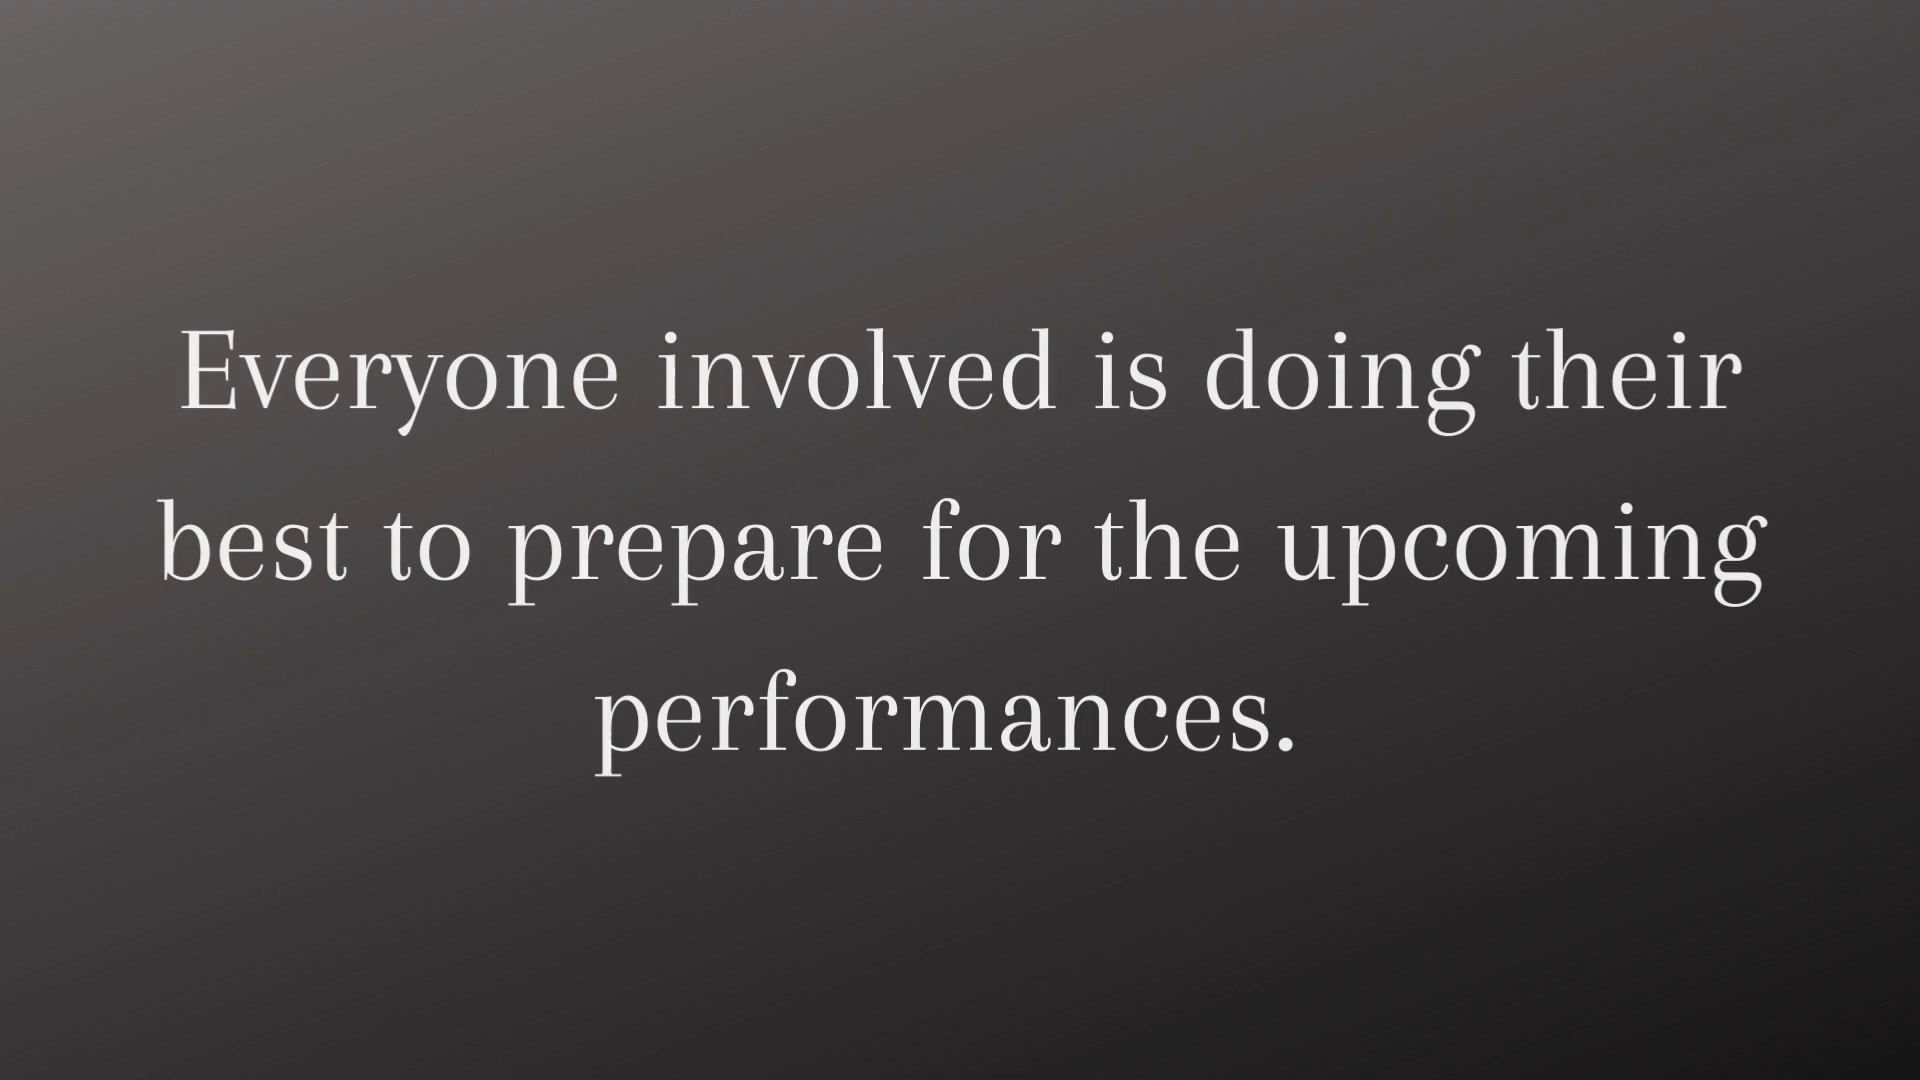 Everyone involved is doing their
best to prepare for the upcoming
performances.